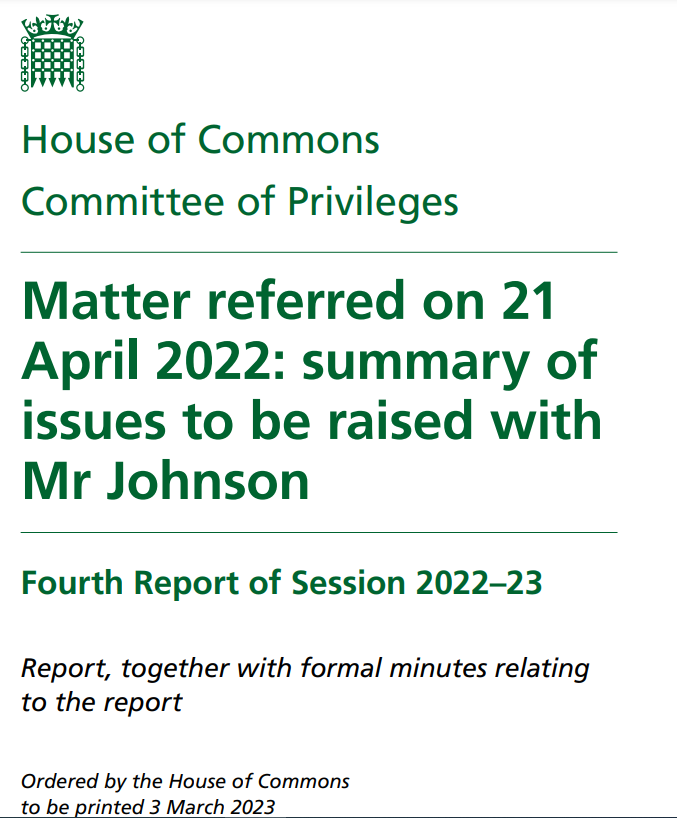 House of Commons
Committee of Privileges
Matter referred on 21
April 2022: summary of
issues to be raised with
Mr Johnson
Fourth Report of Session 2022–23
Report, together with formal minutes relating
to the report
Ordered by the House of Commons
to be printed 3 March 2023